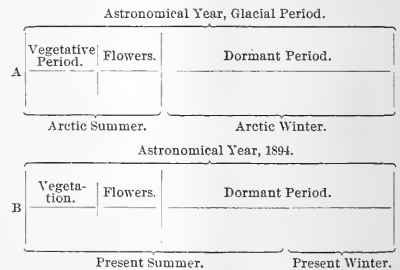 Astronomical Year, Glacial Period.
Vegetative Period. Flowers. Dormant Period.
A
Arctic Summer. Arctic Winter.
Astronomical Year, 1894.
Vegeta-
tion. Flowers. Dormant Period.
B
Present Summer. Present Winter.